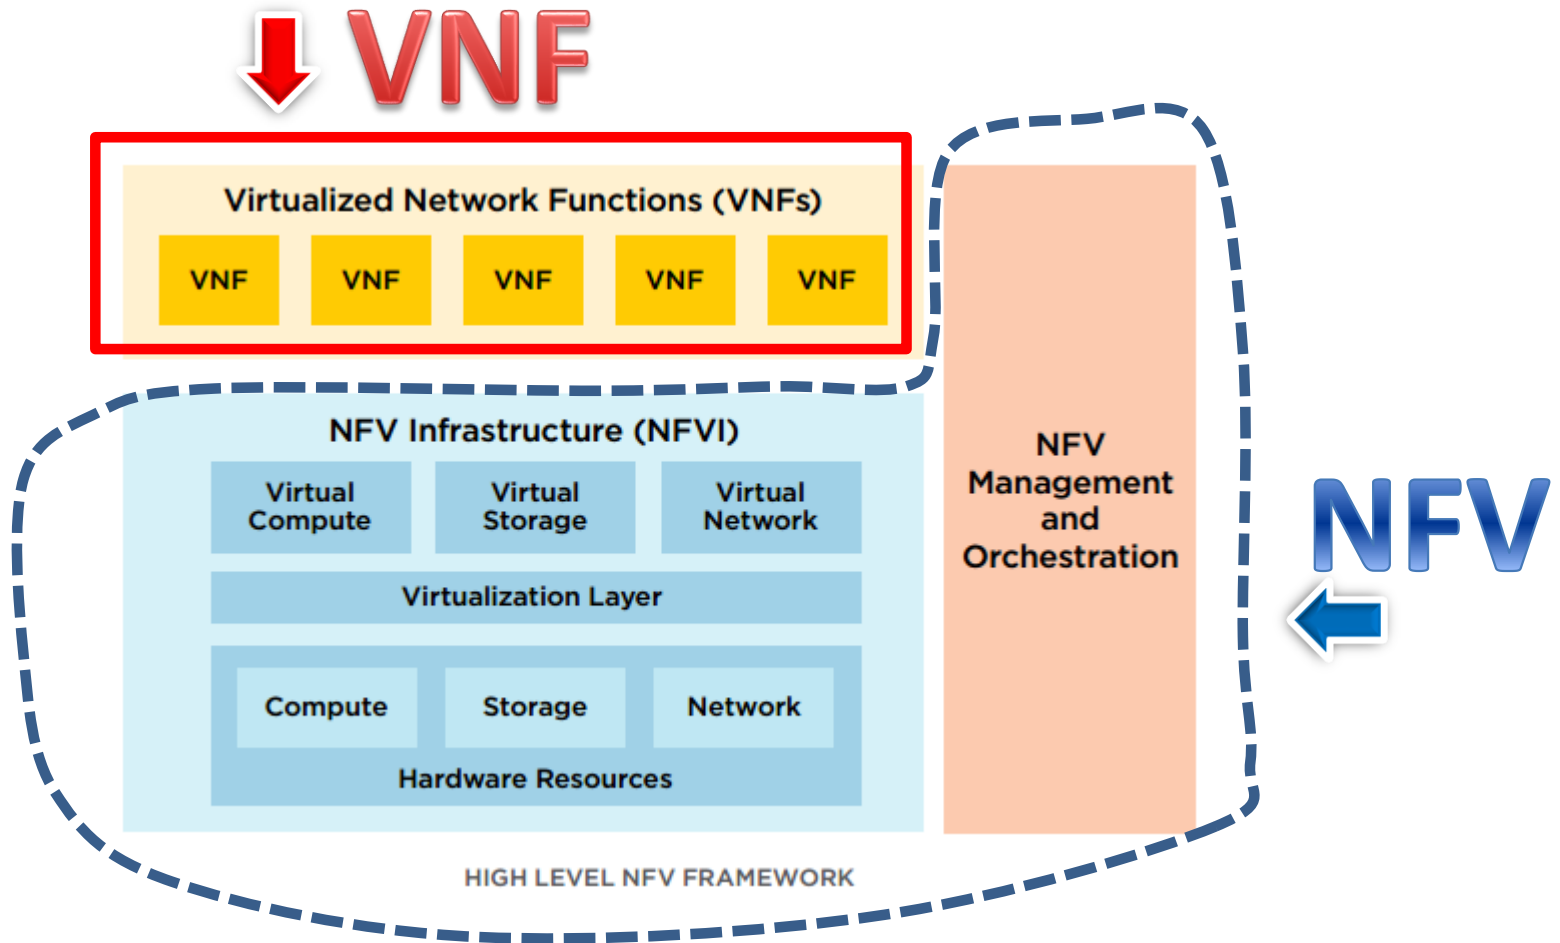 VNF
Virtualized Network Functions (VNFs)
VNF VNF VNF VNF VNF
NFV Infrastructure (NFVI)
Virtual
Compute
Virtual
Storage
Virtual
Network
Virtualization Layer
Compute Storage Network
Hardware Resources
NFV
Management
and
Orchestration
NFV
HIGH LEVEL NFV FRAMEWORK